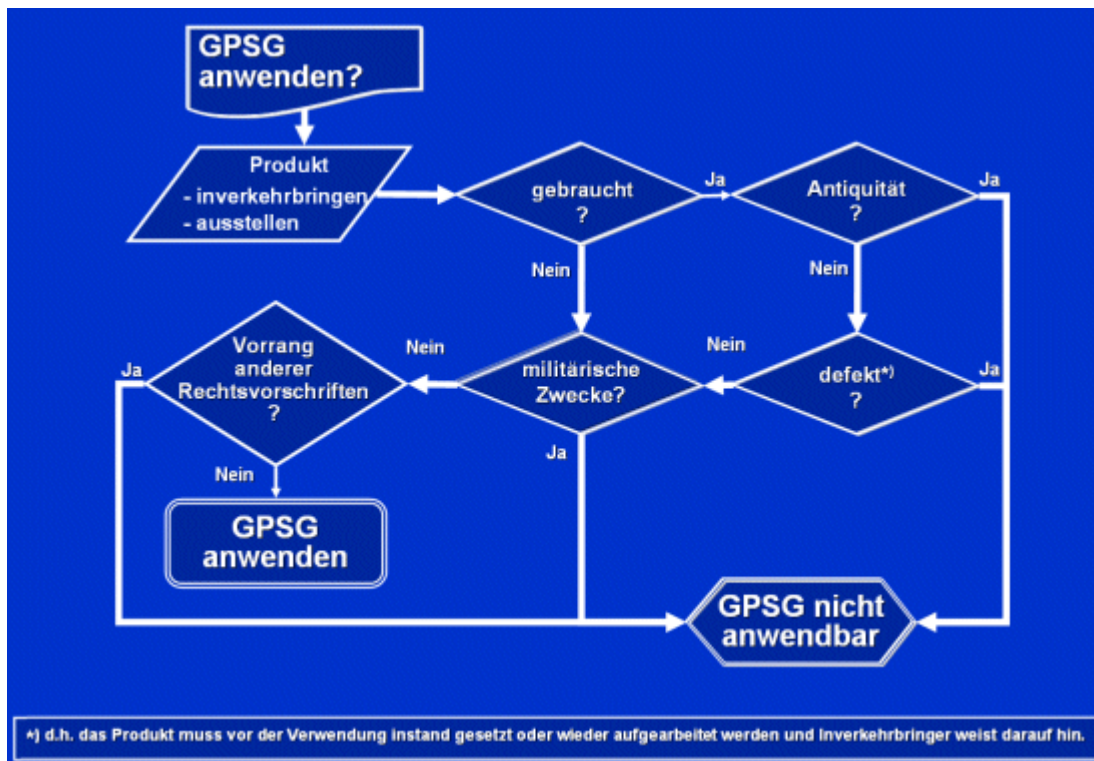 GPSG
anwenden?
Produkt
- inverkehrbringen
- ausstellen
gebraucht
?
Ja
Antiquität
?
Ja
Nein
Nein
Vorrang
anderer
Rechtsvorschriften
?
Ja
Nein
militärische
Zwecke?
Nein
defekt*)
?
Ja
Ja
Nein
GPSG
anwenden
GPSG nicht
anwendbar
*) d.h. das Produkt muss vor der Verwendung instand gesetzt oder wieder aufgearbeitet werden und Inverkehrbringer weist darauf hin.